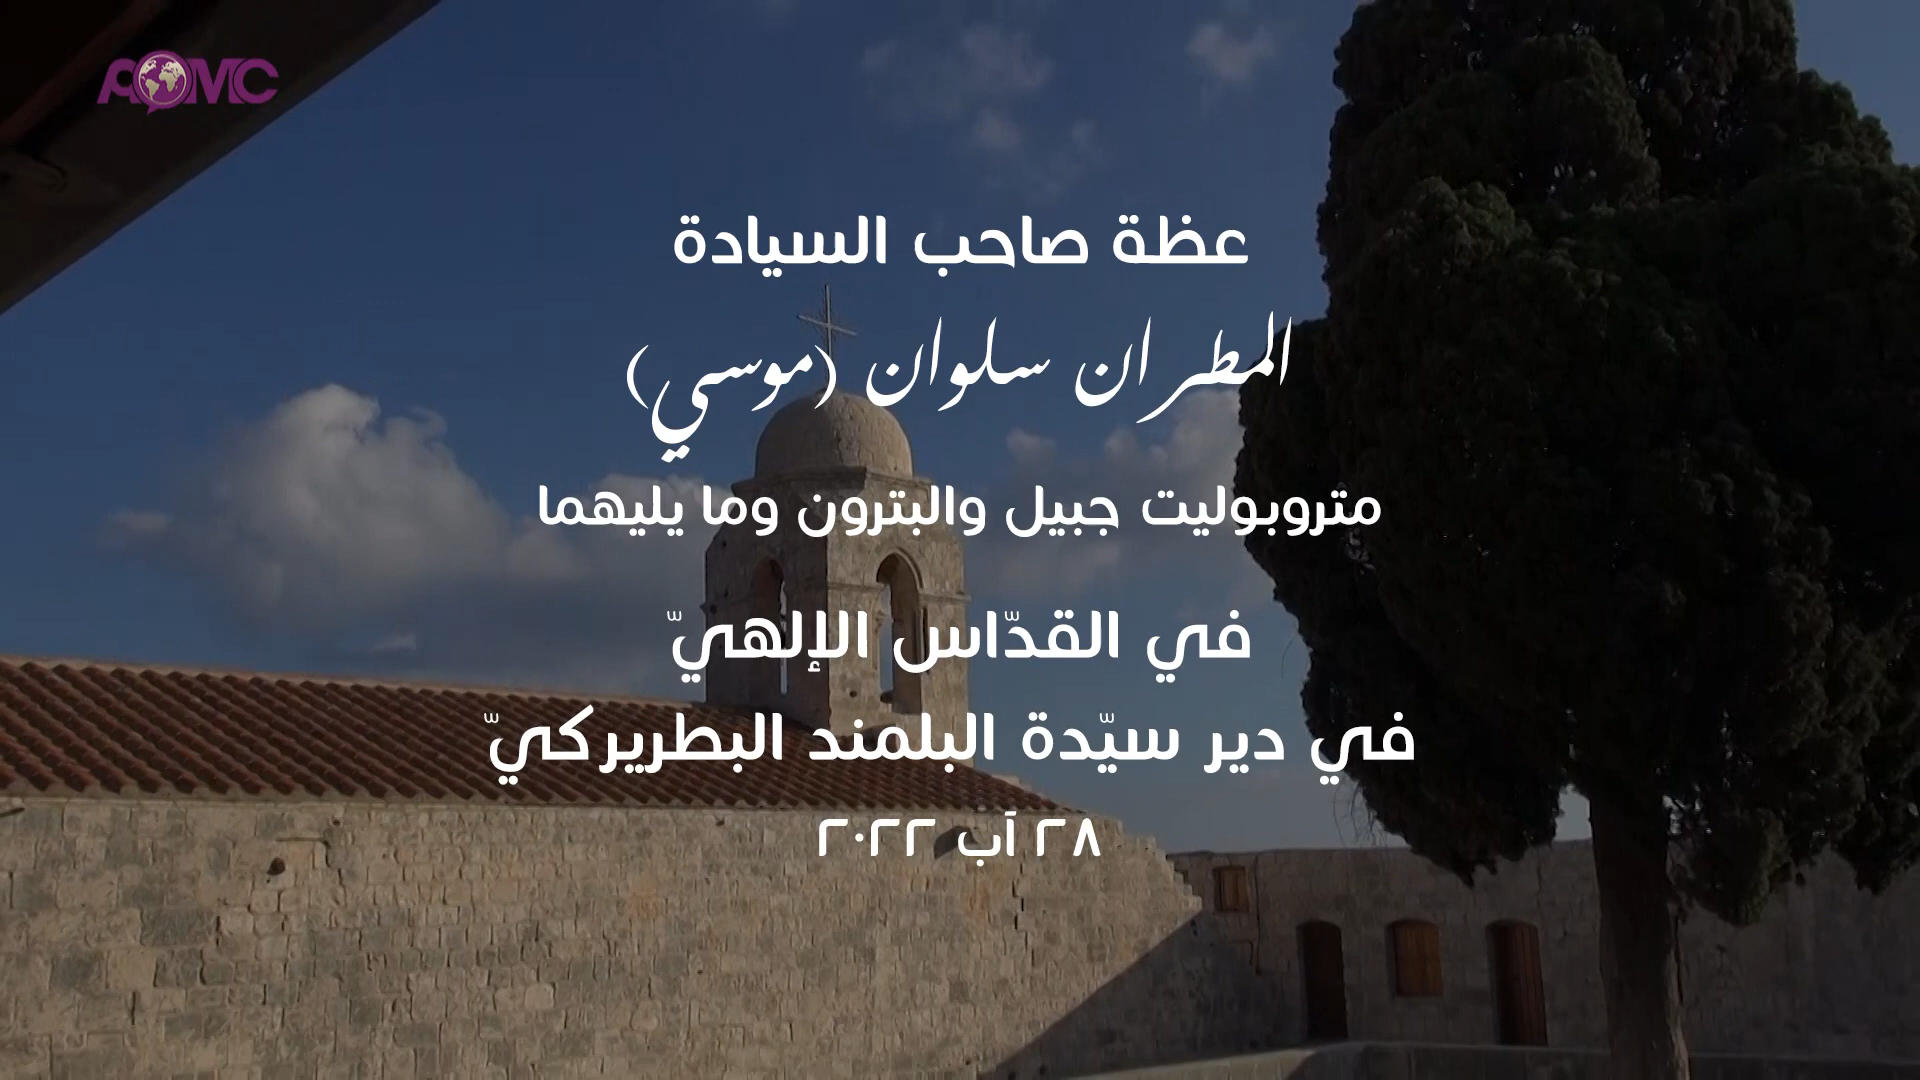 AOMC
عظة صاحب السيادة
المطران سلوان (موسي)
متروبوليت جبيل والبترون وما يليهما
في القدّاس الإلهيّ
في دير سيّدة البلمند البطريركيّ
٢٨ آب ٢٠٢٢